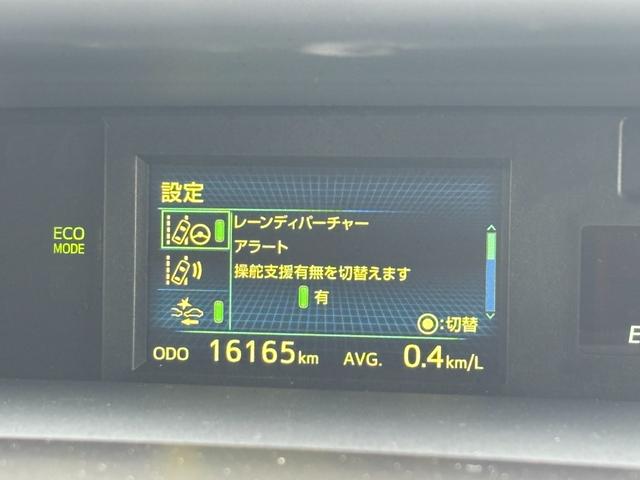 設定
ECO
MODE
レーンディパーチャー
アラート
操舵支援有無を切替えます
有
:切替
ODO 16165km AVG. 0.4km/L
E